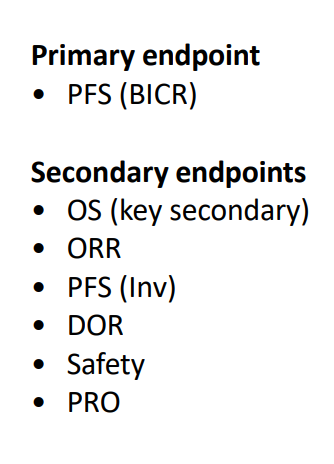 Primary endpoint
• PFS (BICR)
Secondary endpoints
• OS (key secondary)
• ORR
• PFS (Inv)
• DOR
• Safety
• PRO